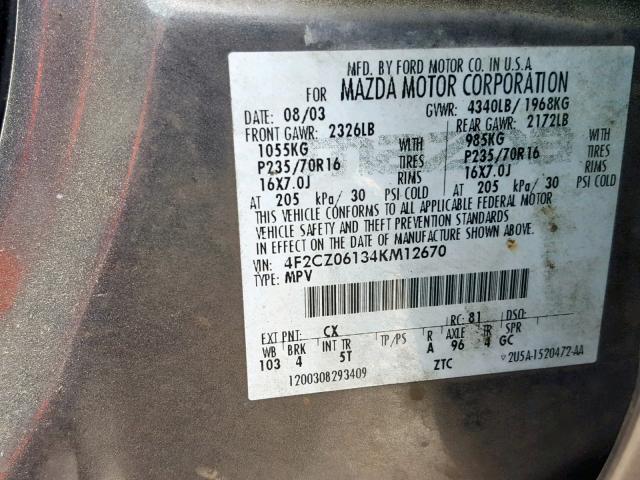 MFD. BY FORD MOTOR CO. IN U.S.A.
FOR MAZDA MOTOR CORPORATION
DATE: 08/03 GVWR: 4340LB/ 1968KG
FRONT GAWR: 2326LB REAR GAWR: 2172LB
1055KG WITH 985KG WITH
P235/70R16 TIRES P235/70R16 TIRES
16X7.0J RIMS 16X7.0J RIMS
AT 205 kPa/ 30 PSI COLD AT 205 kPa/ 30 PSI COLD
THIS VEHICLE CONFORMS TO ALL APPLICABLE FEDERAL MOTOR
VEHICLE SAFETY AND THEFT PREVENTION STANDARDS
IN EFFECT ON THE DATE OF MANUFACTURE SHOWN ABOVE.
VIN: 4F2CZ06134KM12670
TYPE: MPV
EXT PNT: CX RC: 81 DSO:
WB BRK INT TR TP/PS R AXLE TR SPR
103 4 5T A 96 4 GC
1200308293409 ZTC 2U5A-1520472-AA